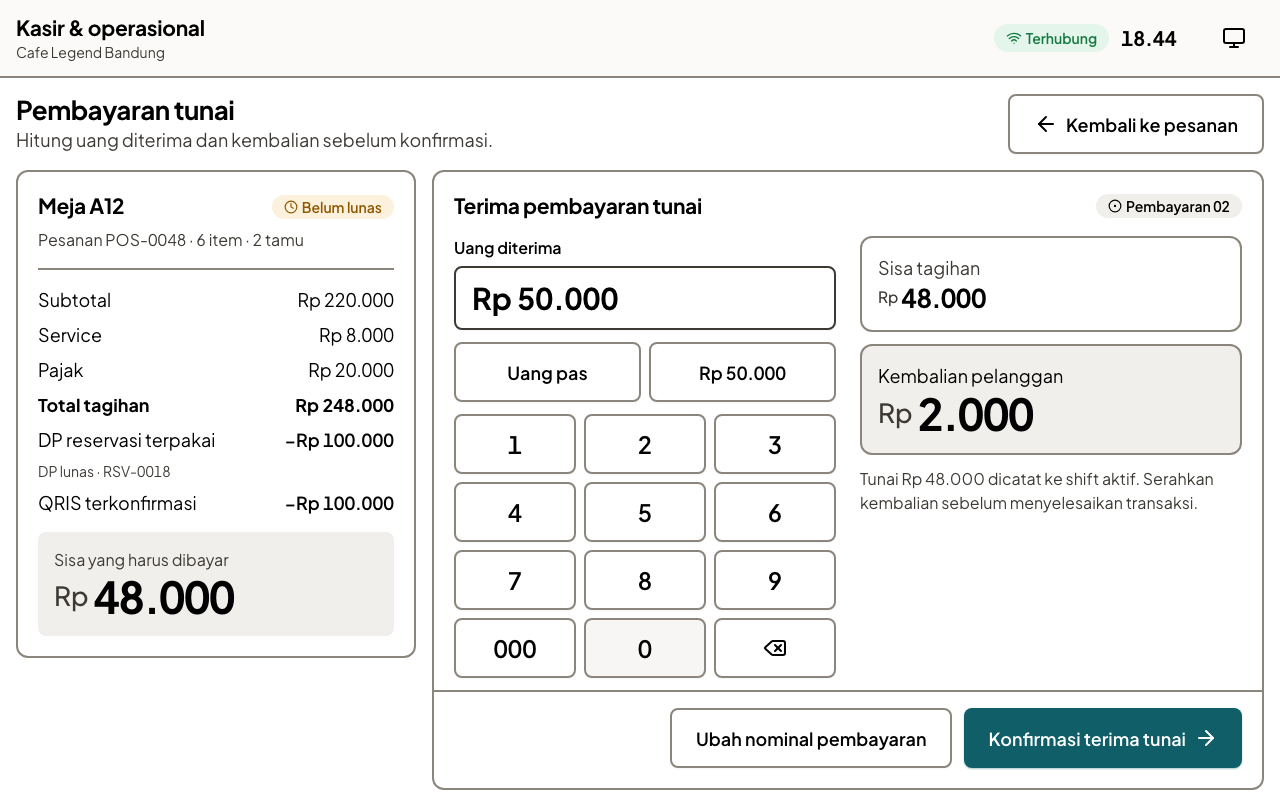 Kasir & operasional
Cafe Legend Bandung
Terhubung
18.44
Pembayaran tunai
Hitung uang diterima dan kembalian sebelum konfirmasi.
Kembali ke pesanan
Meja A12
Belum lunas
Pesanan POS-0048 · 6 item · 2 tamu
Subtotal Rp 220.000
Service Rp 8.000
Pajak Rp 20.000
Total tagihan Rp 248.000
DP reservasi terpakai –Rp 100.000
DP lunas · RSV-0018
QRIS terkonfirmasi –Rp 100.000
Sisa yang harus dibayar
Rp 48.000
Terima pembayaran tunai
Pembayaran 02
Uang diterima
Rp 50.000
Uang pas
Rp 50.000
1 2 3
4 5 6
7 8 9
000 0
Sisa tagihan
Rp 48.000
Kembalian pelanggan
Rp 2.000
Tunai Rp 48.000 dicatat ke shift aktif. Serahkan
kembalian sebelum menyelesaikan transaksi.
Ubah nominal pembayaran
Konfirmasi terima tunai